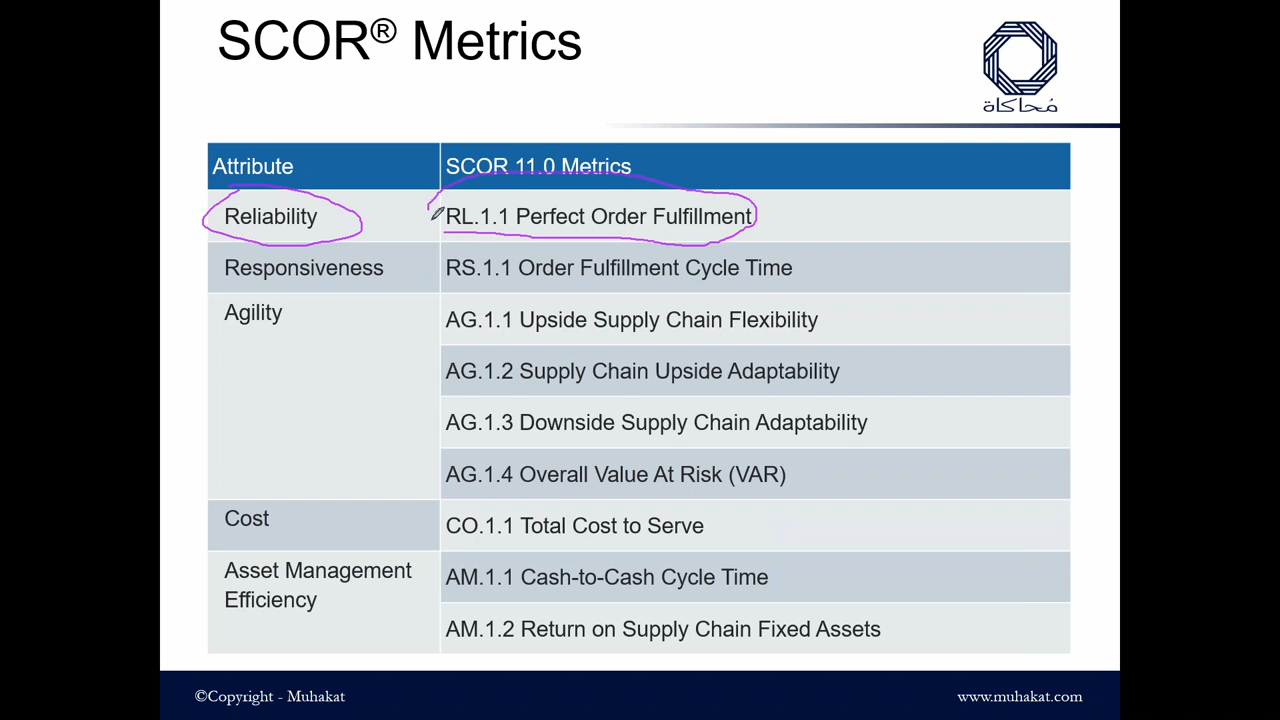 SCOR® Metrics
مُحاكاة
Attribute
SCOR 11.0 Metrics
Reliability
RL.1.1 Perfect Order Fulfillment
Responsiveness
RS.1.1 Order Fulfillment Cycle Time
Agility
AG.1.1 Upside Supply Chain Flexibility
AG.1.2 Supply Chain Upside Adaptability
AG.1.3 Downside Supply Chain Adaptability
AG.1.4 Overall Value At Risk (VAR)
Cost
CO.1.1 Total Cost to Serve
Asset Management
Efficiency
AM.1.1 Cash-to-Cash Cycle Time
AM.1.2 Return on Supply Chain Fixed Assets
©Copyright - Muhakat
www.muhakat.com